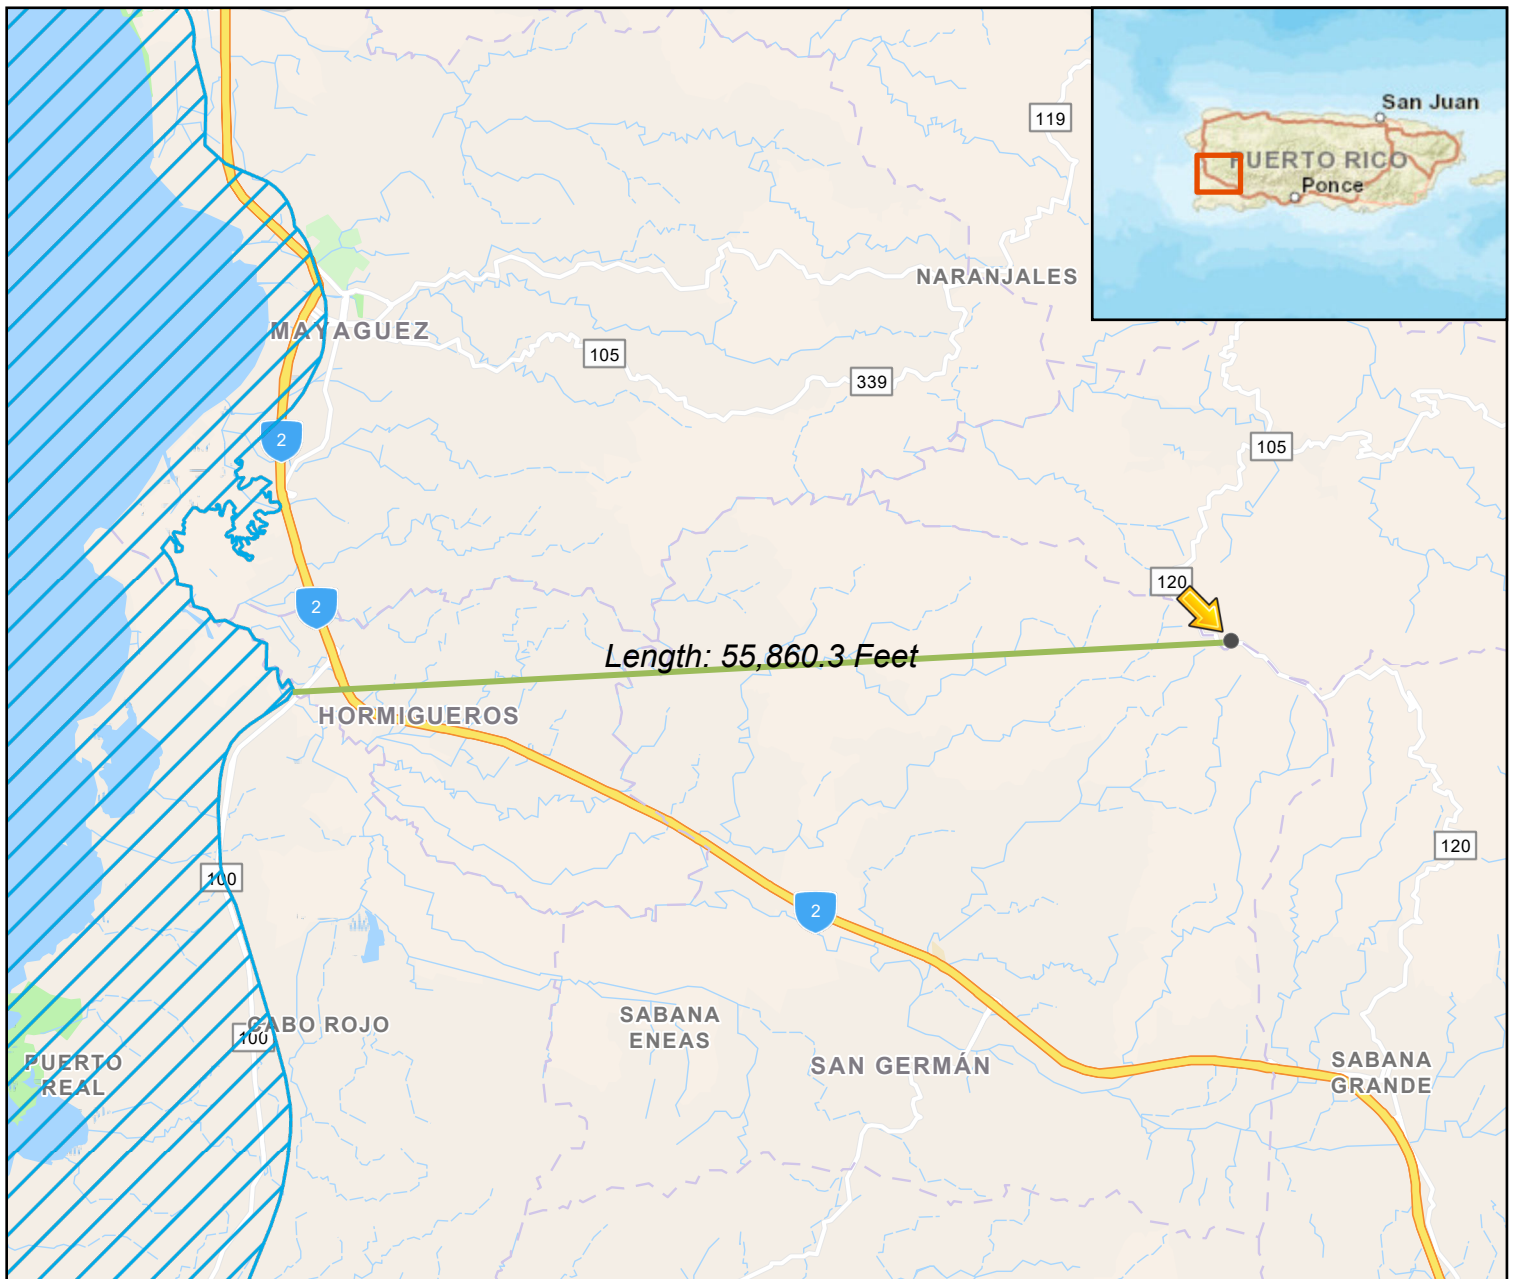 San Juan
PUERTO RICO
Ponce
119
NARANJALES
MAYAGUEZ
105
339
2
105
120
2
Length: 55,860.3 Feet
HORMIGUEROS
120
100
2
SABANA
ENEAS
CABO ROJO
100
PUERTO
REAL
SAN GERMÁN
SABANA
GRANDE